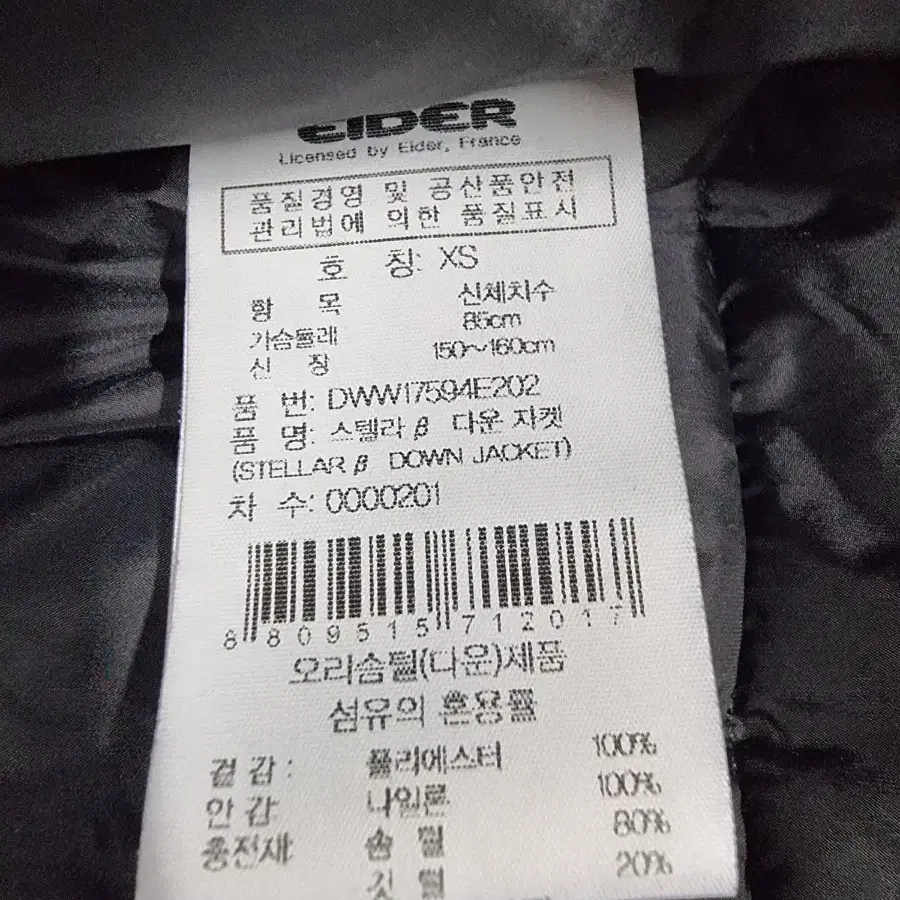 EIDER
Licensed by Eider, France
품질경영 및 공산품안전
관리법에 의한 품질표시
호 칭: XS
항 목 신체치수
가슴둘레 85cm
신 장 150~160cm
품 번: DWW17594E202
품 명: 스텔라 β 다운 자켓
(STELLAR β DOWN JACKET)
차 수: 0000201
8 809515 712017
오리솜털(다운)제품
섬유의 혼용률
겉감: 폴리에스터 100%
안감 나일론 100%
충전재 솜 털 80%
깃 털 20%